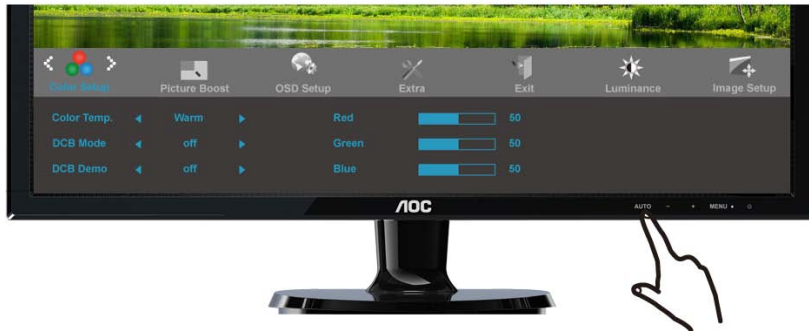 Color Setup Picture Boost OSD Setup Extra Exit Luminance Image Setup
Color Temp. Warm Red 50
DCB Mode off Green 50
DCB Demo off Blue 50
AOC
AUTO - + MENU